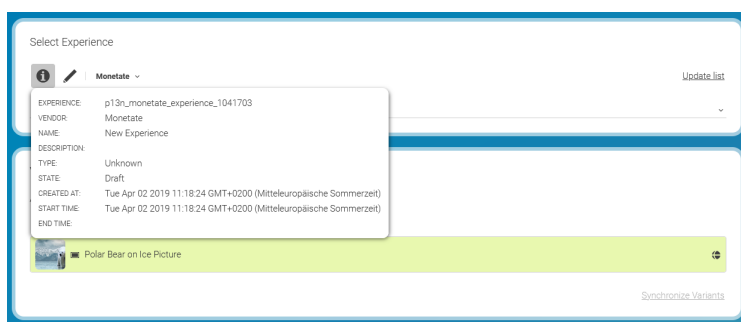 Select Experience
Monetate
Update list
EXPERIENCE: p13n_monetate_experience_1041703
VENDOR: Monetate
NAME: New Experience
DESCRIPTION:
TYPE: Unknown
STATE: Draft
CREATED AT: Tue Apr 02 2019 11:18:24 GMT+0200 (Mitteleuropäische Sommerzeit)
START TIME: Tue Apr 02 2019 11:18:24 GMT+0200 (Mitteleuropäische Sommerzeit)
END TIME:
Polar Bear on Ice Picture
Synchronize Variants